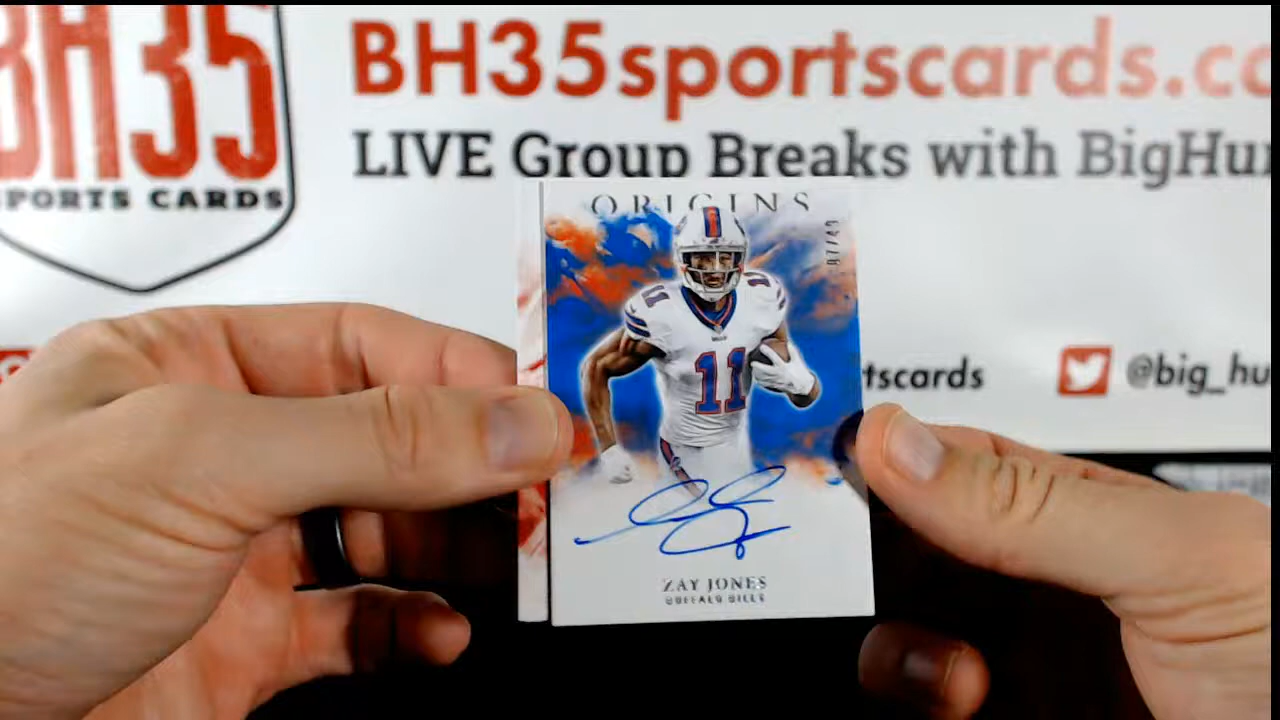 BH35
SPORTS CARDS
BH35sportscards.co
LIVE Group Breaks with BigHu
ORIGINS
11
11
11
tscards
@big_hu
ZAY JONES
BUFFALO BILLS